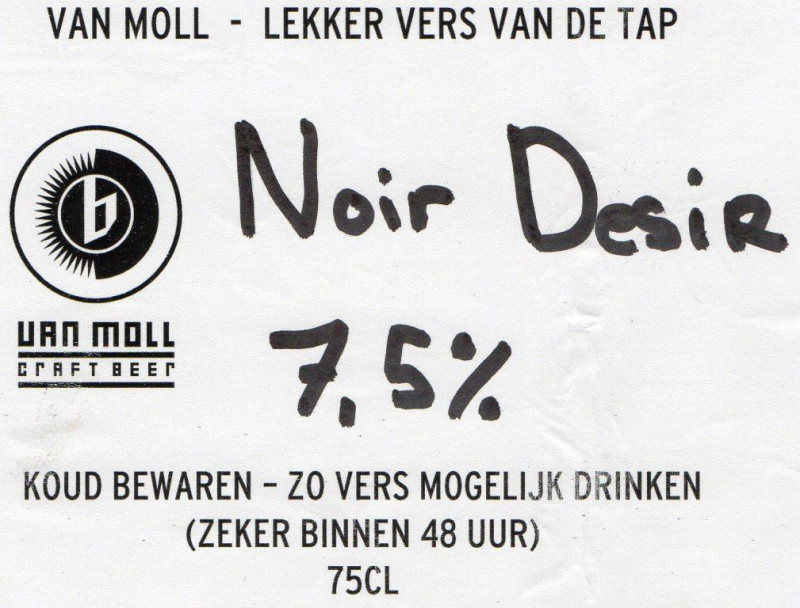 VAN MOLL - LEKKER VERS VAN DE TAP
Noir Desir
b
VAN MOLL
CRAFT BEER
7,5%
KOUD BEWAREN - ZO VERS MOGELIJK DRINKEN
(ZEKER BINNEN 48 UUR)
75CL